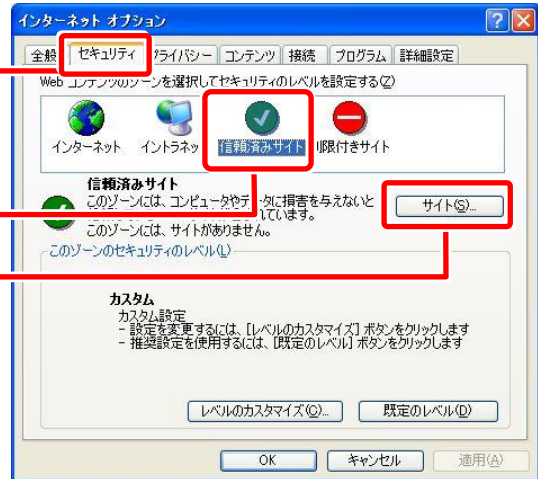 インターネット オプション
全般 セキュリティ プライバシー コンテンツ 接続 プログラム 詳細設定
Web コンテンツのゾーンを選択してセキュリティのレベルを設定する(Z)
インターネット イントラネッ 信頼済みサイト 限付きサイト
信頼済みサイト
このゾーンには、コンピュータやデータに損害を与えないと
いています。
このゾーンには、サイトがありません。
サイト(S)...
このゾーンのセキュリティのレベル(L)
カスタム
カスタム設定
- 設定を変更するには、[レベルのカスタマイズ] ボタンをクリックします
- 推奨設定を使用するには、[既定のレベル] ボタンをクリックします
レベルのカスタマイズ(C)... 既定のレベル(D)
OK キャンセル 適用(A)